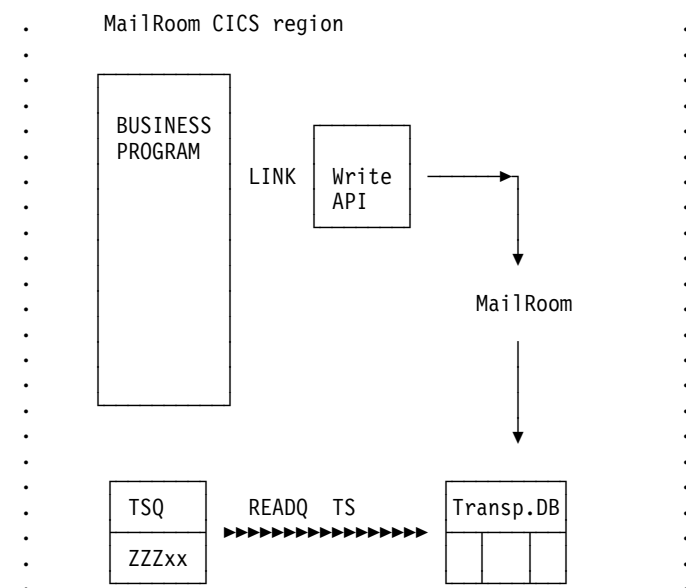 MailRoom CICS region
BUSINESS
PROGRAM
LINK
Write
API
MailRoom
TSQ
READQ TS
Transp.DB
ZZZxx